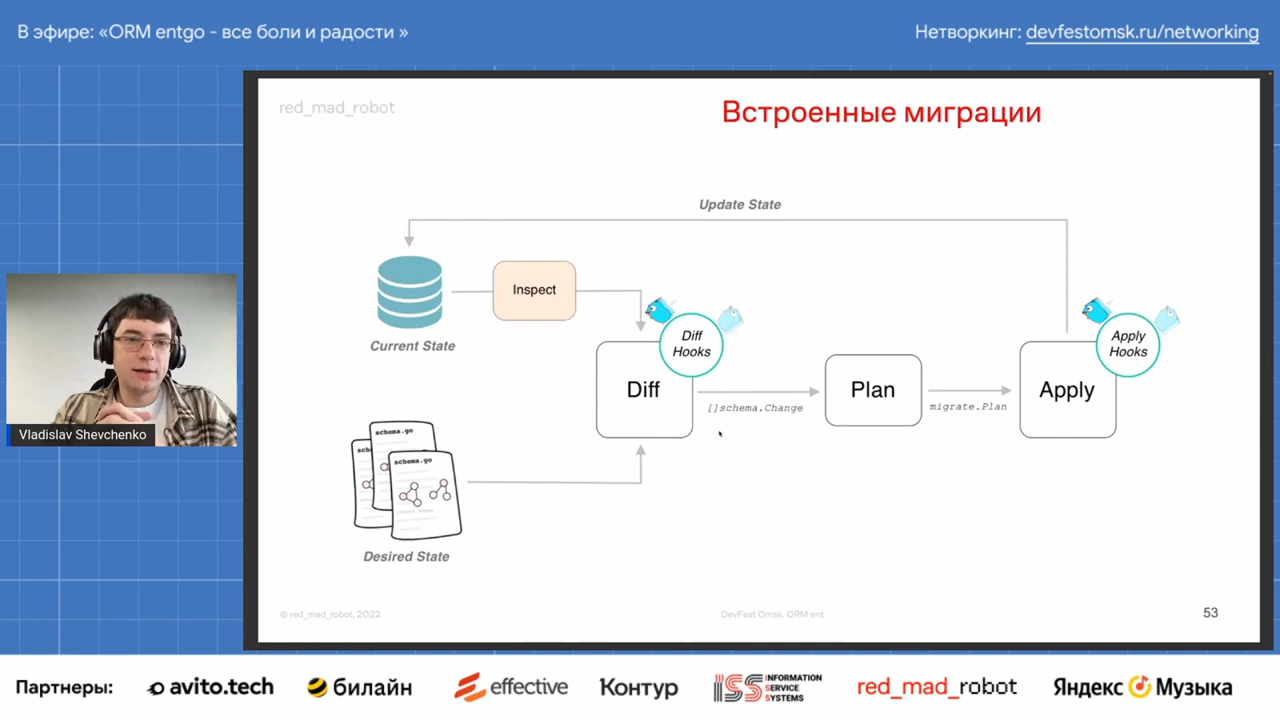 В эфире: «ORM entgo - все боли и радости »
Нетворкинг: devfestomsk.ru/networking
red_mad_robot
Встроенные миграции
Update State
Inspect
Current State
Diff
Hooks
Apply
Hooks
Diff
[]schema.Change
Plan
migrate.Plan
Apply
schema.go
schema.go
Desired State
Vladislav Shevchenko
© red_mad_robot, 2022
DevFest Omsk. ORM ent
53
Партнеры:
avito.tech
билайн
effective
Контур
ISS INFORMATION
SERVICE
SYSTEMS
red_mad_robot
Яндекс Музыка